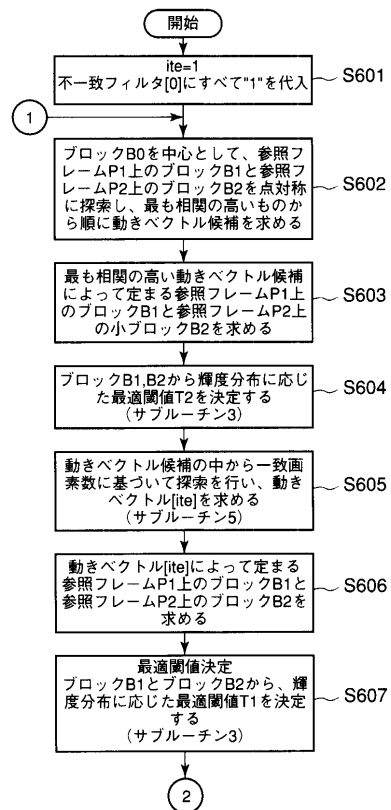 開始
ite=1
不一致フィルタ[0]にすべて"1"を代入
S601
1
ブロックB0を中心として、参照フ
レームP1上のブロックB1と参照フ
レームP2上のブロックB2を点対称
に探索し、最も相関の高いものか
ら順に動きベクトル候補を求める
S602
最も相関の高い動きベクトル候補
によって定まる参照フレームP1上
のブロックB1と参照フレームP2上
の小ブロックB2を求める
S603
ブロックB1,B2から輝度分布に応じ
た最適閾値T2を決定する
(サブルーチン3)
S604
動きベクトル候補の中から一致画
素数に基づいて探索を行い、動き
ベクトル[ite]を求める
(サブルーチン5)
S605
動きベクトル[ite]によって定まる
参照フレームP1上のブロックB1と
参照フレームP2上のブロックB2を
求める
S606
最適閾値決定
ブロックB1とブロックB2から、輝
度分布に応じた最適閾値T1を決定
する
(サブルーチン3)
S607
2